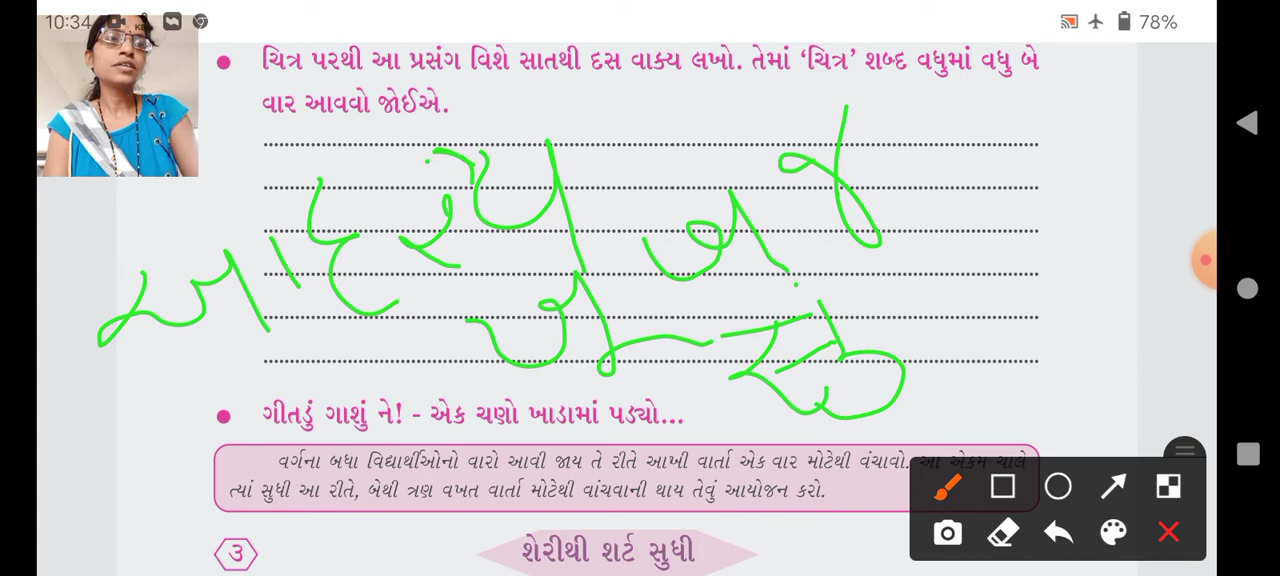 10:34
78%
ચિત્ર પરથી આ પ્રસંગ વિશે સાતથી દસ વાક્ય લખો. તેમાં ‘ચિત્ર’ શબ્દ વધુમાં વધુ બે
વાર આવવો જોઈએ.
ગીતડું ગાશું ને! - એક ચણો ખાડામાં પડ્યો...
વર્ગના બધા વિદ્યાર્થીઓનો વારો આવી જાય તે રીતે આખી વાર્તા એક વાર મોટેથી વંચાવો. આ એકમ ચાલે
ત્યાં સુધી આ રીતે, બેથી ત્રણ વખત વાર્તા મોટેથી વાંચવાની થાય તેવું આયોજન કરો.
૩
શેરીથી શર્ટ સુધી